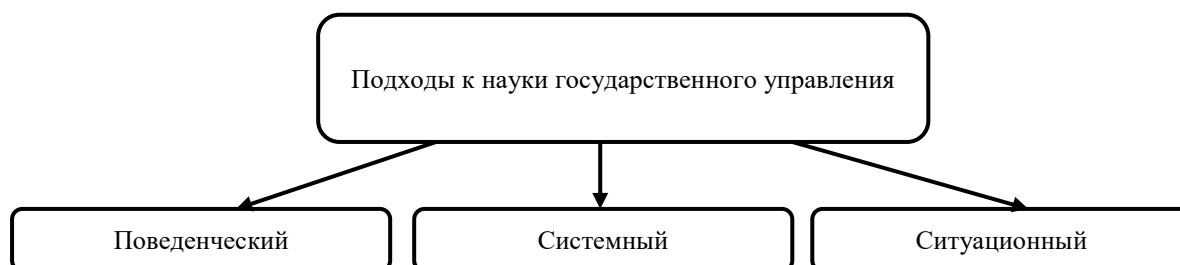 Подходы к науки государственного управления
Поведенческий
Системный
Ситуационный